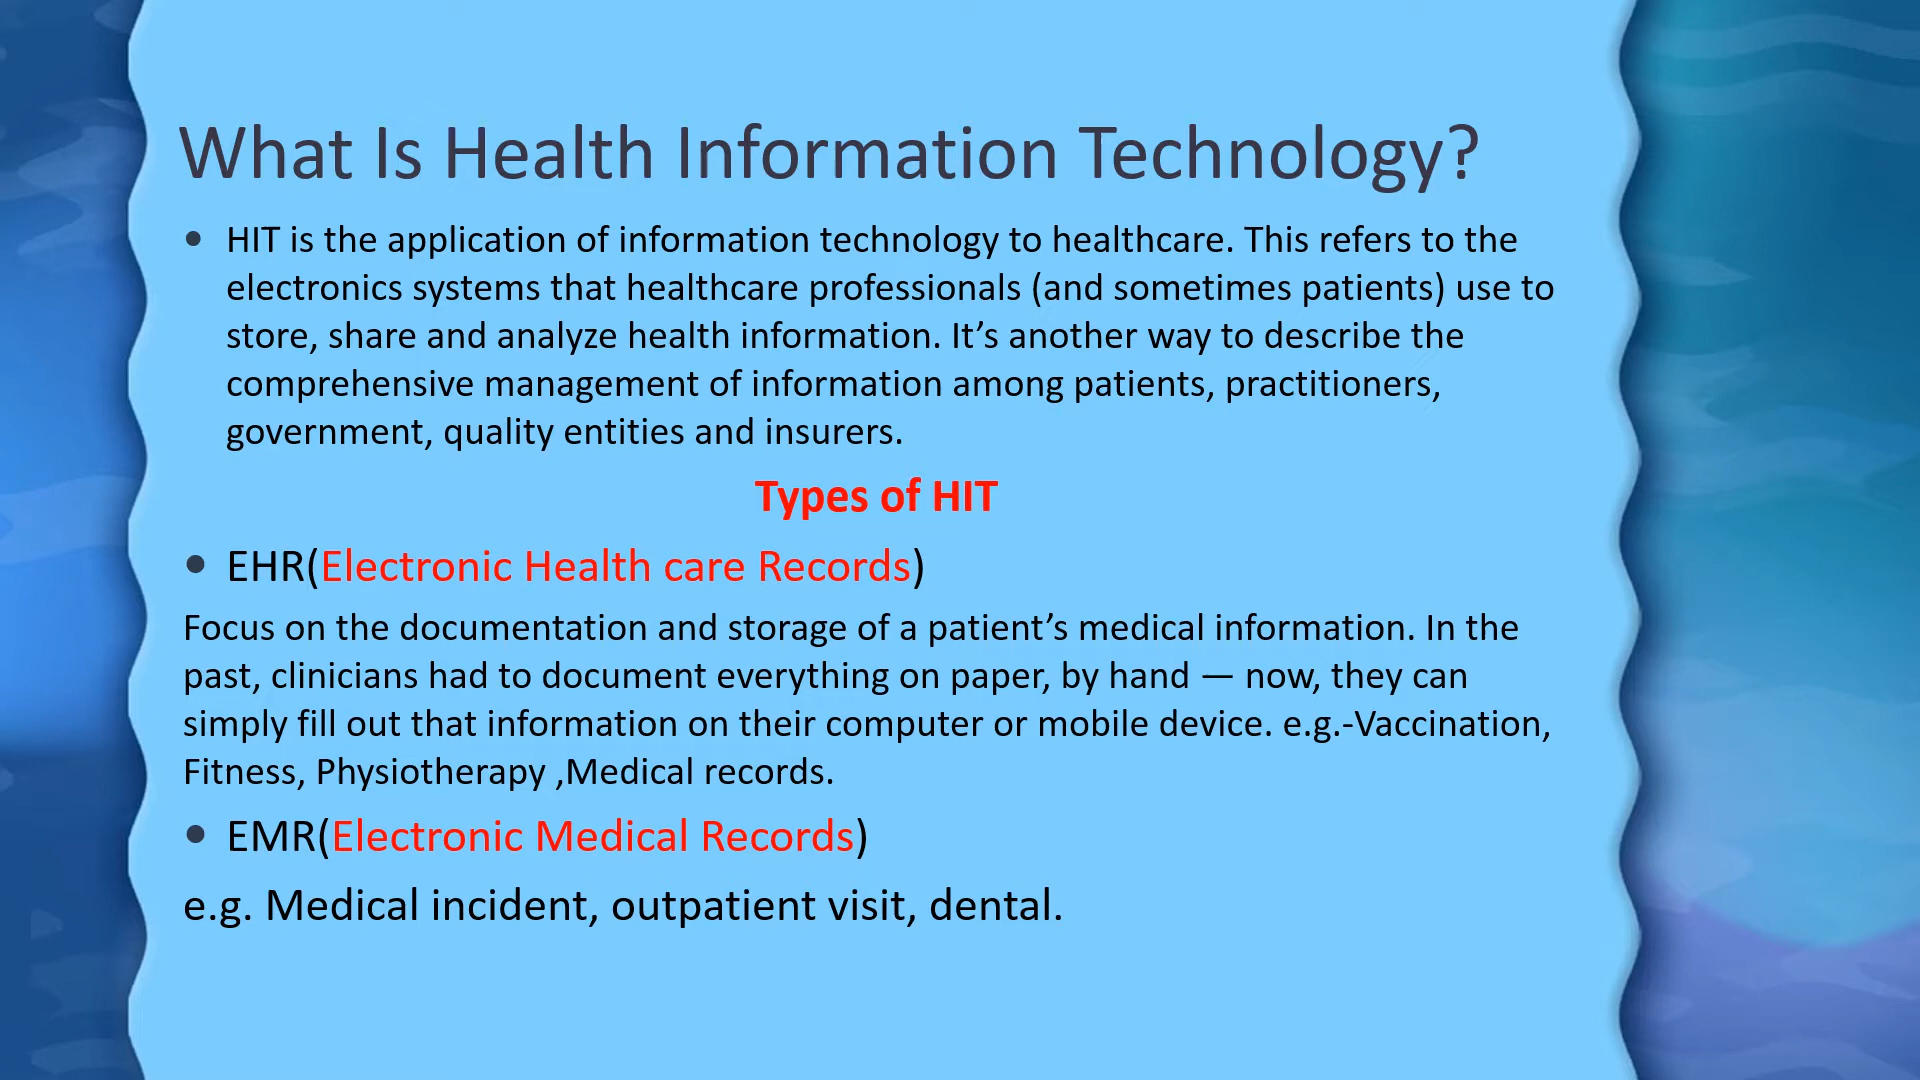 What Is Health Information Technology?
• HIT is the application of information technology to healthcare. This refers to the
electronics systems that healthcare professionals (and sometimes patients) use to
store, share and analyze health information. It’s another way to describe the
comprehensive management of information among patients, practitioners,
government, quality entities and insurers.
Types of HIT
• EHR(Electronic Health care Records)
Focus on the documentation and storage of a patient’s medical information. In the
past, clinicians had to document everything on paper, by hand — now, they can
simply fill out that information on their computer or mobile device. e.g.-Vaccination,
Fitness, Physiotherapy ,Medical records.
• EMR(Electronic Medical Records)
e.g. Medical incident, outpatient visit, dental.